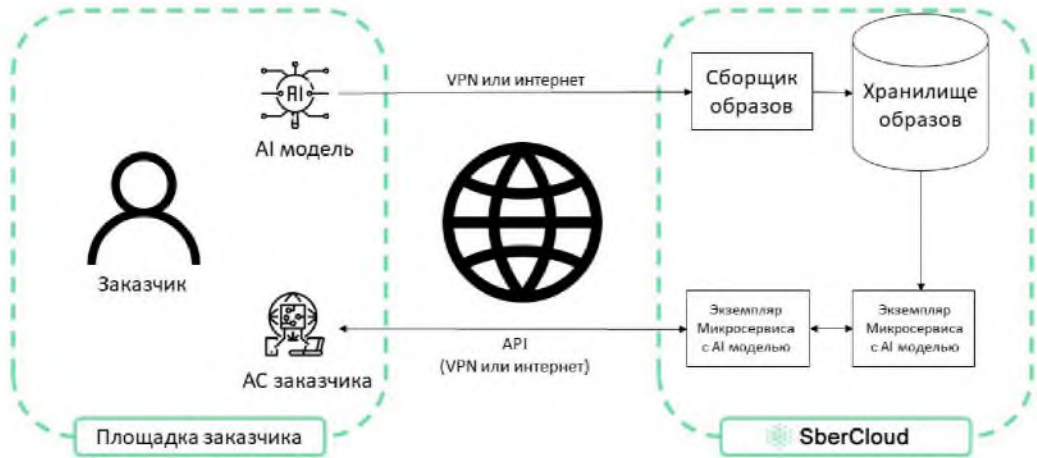 AI
AI модель
Заказчик
АС заказчика
Площадка заказчика
VPN или интернет
API
(VPN или интернет)
Сборщик
образов
Хранилище
образов
Экземпляр
Микросервиса
с AI моделью
Экземпляр
Микросервиса
с AI моделью
SberCloud